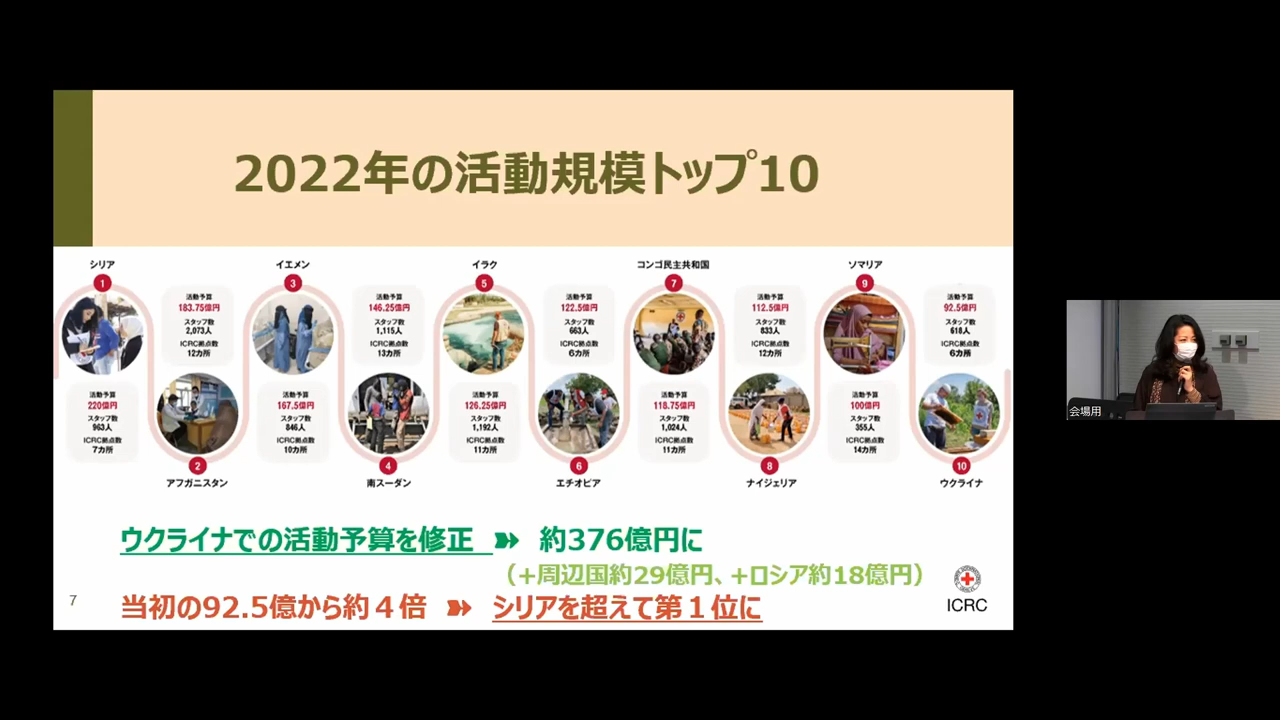 2022年の活動規模トップ10
シリア
1
活動予算
220億円
スタッフ数
963人
ICRC拠点数
7カ所
活動予算
183.75億円
スタッフ数
2,073人
ICRC拠点数
12カ所
2
アフガニスタン
イエメン
3
活動予算
167.5億円
スタッフ数
846人
ICRC拠点数
10カ所
活動予算
146.25億円
スタッフ数
1,115人
ICRC拠点数
13カ所
4
南スーダン
イラク
5
活動予算
126.25億円
スタッフ数
1,192人
ICRC拠点数
11カ所
活動予算
122.5億円
スタッフ数
663人
ICRC拠点数
6カ所
6
エチオピア
コンゴ民主共和国
7
活動予算
118.75億円
スタッフ数
1,024人
ICRC拠点数
11カ所
活動予算
112.5億円
スタッフ数
833人
ICRC拠点数
12カ所
8
ナイジェリア
ソマリア
9
活動予算
100億円
スタッフ数
355人
ICRC拠点数
14カ所
活動予算
92.5億円
スタッフ数
618人
ICRC拠点数
6カ所
10
ウクライナ
ウクライナでの活動予算を修正 約376億円に
（+周辺国約29億円、+ロシア約18億円）
当初の92.5億から約４倍 シリアを超えて第１位に
7
ICRC
会場用